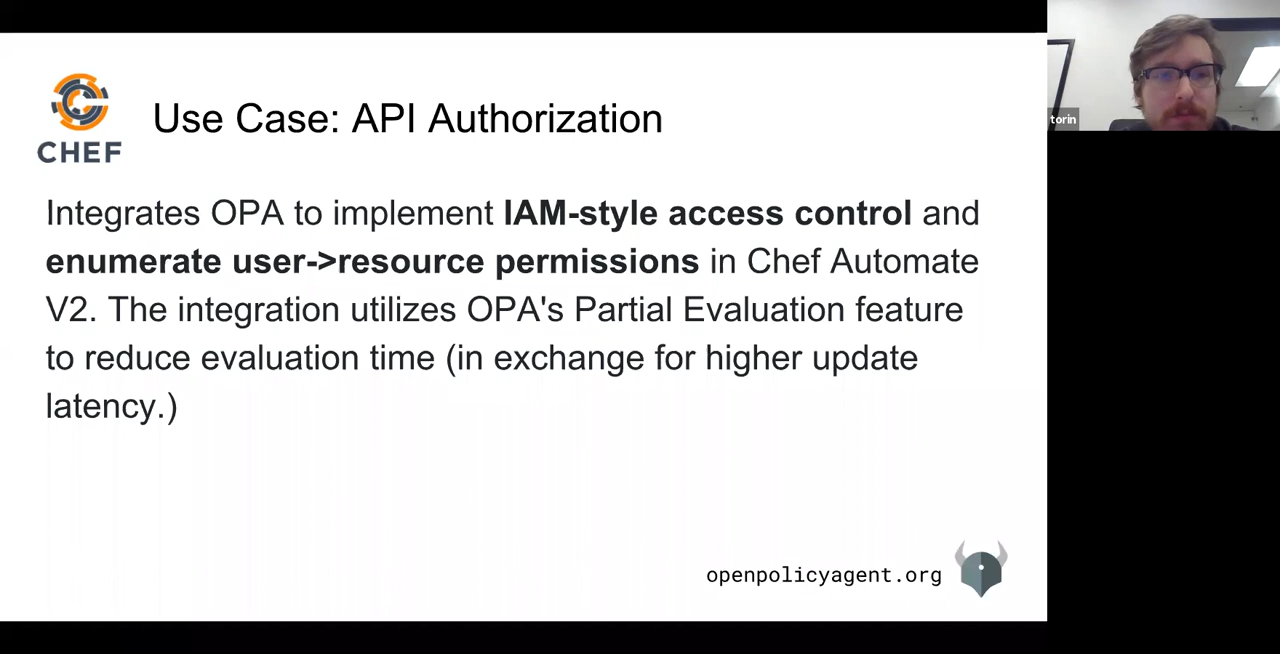 CHEF
Use Case: API Authorization
Integrates OPA to implement IAM-style access control and
enumerate user->resource permissions in Chef Automate
V2. The integration utilizes OPA's Partial Evaluation feature
to reduce evaluation time (in exchange for higher update
latency.)
openpolicyagent.org
torin